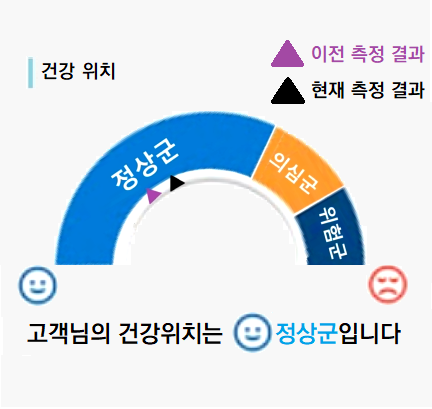 이전 측정 결과
건강 위치
현재 측정 결과
정상군
의심군
위험군
고객님의 건강위치는 정상군입니다